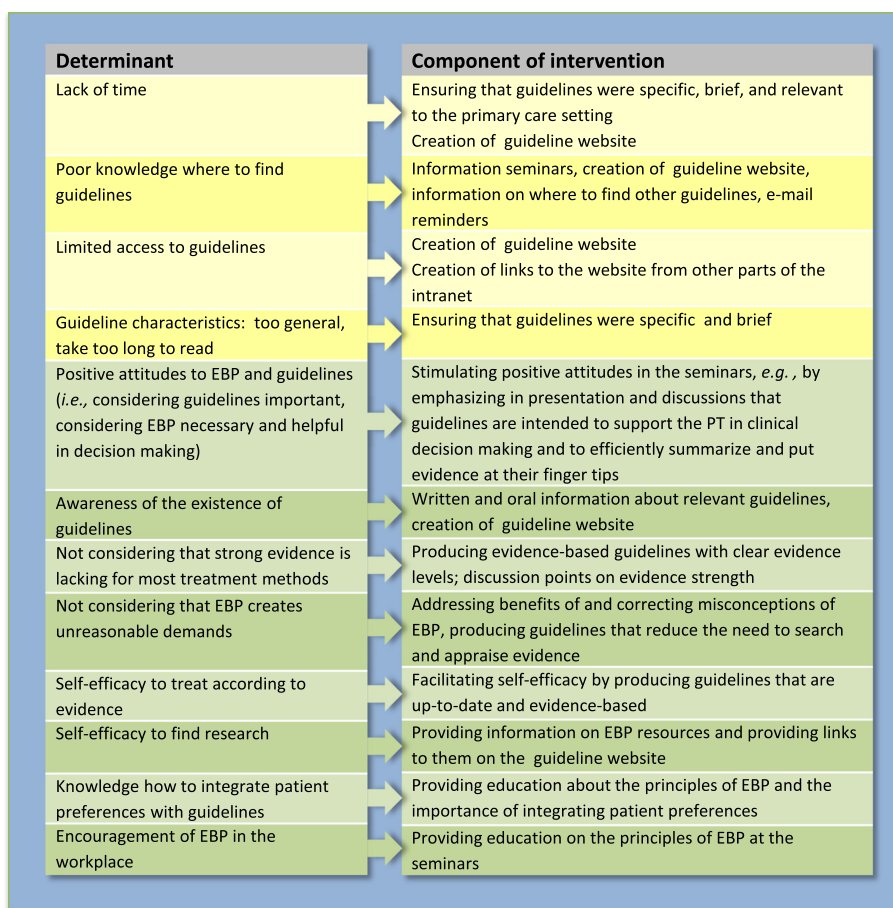 Determinant
Component of intervention
Lack of time
Ensuring that guidelines were specific, brief, and relevant
to the primary care setting
Creation of guideline website
Poor knowledge where to find
guidelines
Information seminars, creation of guideline website,
information on where to find other guidelines, e-mail
reminders
Limited access to guidelines
Creation of guideline website
Creation of links to the website from other parts of the
intranet
Guideline characteristics: too general,
take too long to read
Ensuring that guidelines were specific and brief
Positive attitudes to EBP and guidelines
(i.e., considering guidelines important,
considering EBP necessary and helpful
in decision making)
Stimulating positive attitudes in the seminars, e.g. , by
emphasizing in presentation and discussions that
guidelines are intended to support the PT in clinical
decision making and to efficiently summarize and put
evidence at their finger tips
Awareness of the existence of
guidelines
Written and oral information about relevant guidelines,
creation of guideline website
Not considering that strong evidence is
lacking for most treatment methods
Producing evidence-based guidelines with clear evidence
levels; discussion points on evidence strength
Not considering that EBP creates
unreasonable demands
Addressing benefits of and correcting misconceptions of
EBP, producing guidelines that reduce the need to search
and appraise evidence
Self-efficacy to treat according to
evidence
Facilitating self-efficacy by producing guidelines that are
up-to-date and evidence-based
Self-efficacy to find research
Providing information on EBP resources and providing links
to them on the guideline website
Knowledge how to integrate patient
preferences with guidelines
Providing education about the principles of EBP and the
importance of integrating patient preferences
Encouragement of EBP in the
workplace
Providing education on the principles of EBP at the
seminars